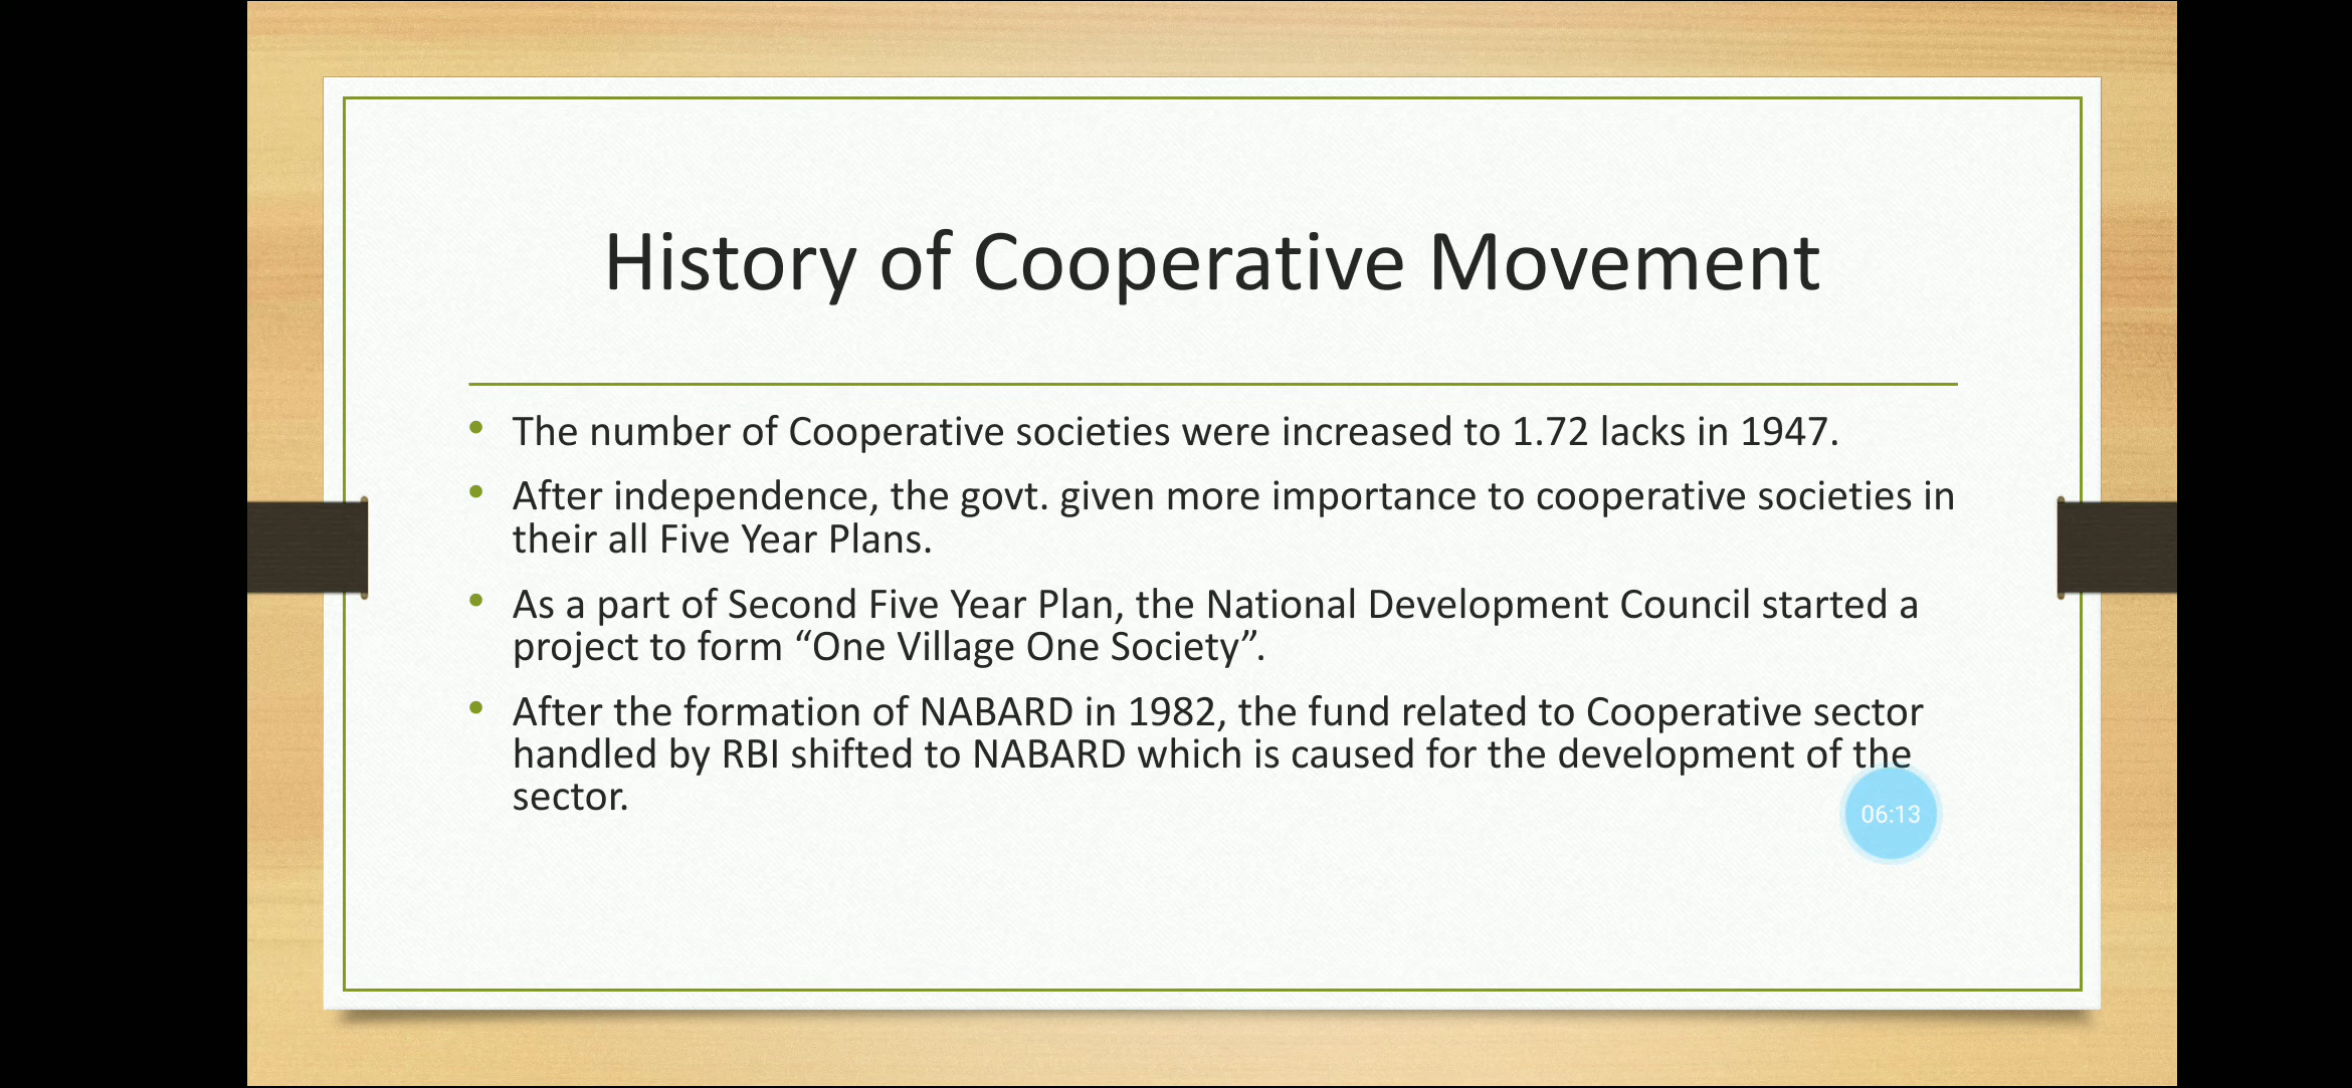 History of Cooperative Movement
• The number of Cooperative societies were increased to 1.72 lacks in 1947.
• After independence, the govt. given more importance to cooperative societies in
their all Five Year Plans.
• As a part of Second Five Year Plan, the National Development Council started a
project to form “One Village One Society”.
• After the formation of NABARD in 1982, the fund related to Cooperative sector
handled by RBI shifted to NABARD which is caused for the development of the
sector.
06:13